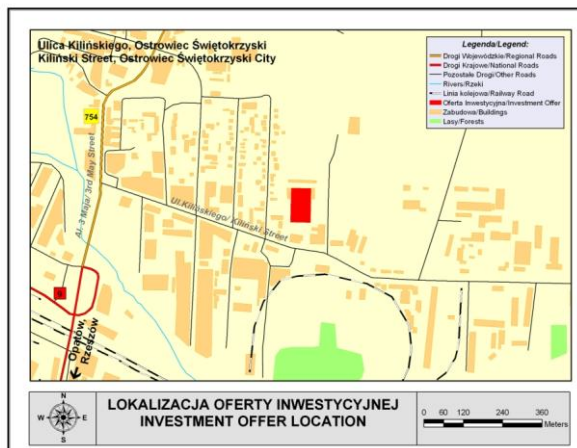 Ulica Kilińskiego, Ostrowiec Świętokrzyski
Kiliński Street, Ostrowiec Świętokrzyski City
Legenda/Legend:
Drogi Wojewódzkie/Regional Roads
Drogi Krajowe/National Roads
Pozostałe Drogi/Other Roads
Rivers/Rzeki
Linia kolejowa/Railway Road
Oferta Inwestycyjna/Investment Offer
Zabudowa/Buildings
Lasy/Forests
754
Al. 3 Maja/ 3rd May Street
Ul.Kilińskiego/ Kiliński Street
9
Opatów,
Rzeszów
N
W E
S
LOKALIZACJA OFERTY INWESTYCYJNEJ
INVESTMENT OFFER LOCATION
0 60 120 240 360
Meters